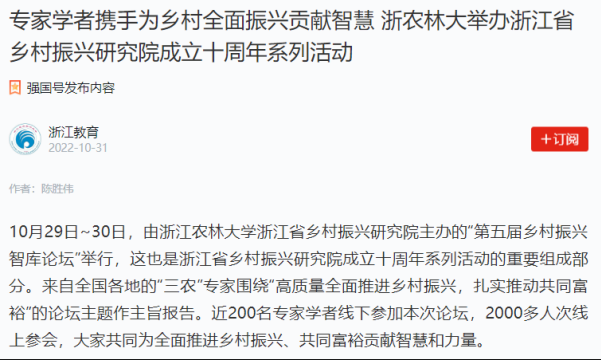 专家学者携手为乡村全面振兴贡献智慧 浙农林大举办浙江省
乡村振兴研究院成立十周年系列活动
强国号发布内容
浙江教育
2022-10-31
+订阅
作者：陈胜伟
10月29日~30日，由浙江农林大学浙江省乡村振兴研究院主办的“第五届乡村振兴
智库论坛”举行，这也是浙江省乡村振兴研究院成立十周年系列活动的重要组成部
分。来自全国各地的“三农”专家围绕“高质量全面推进乡村振兴，扎实推动共同富
裕”的论坛主题作主旨报告。近200名专家学者线下参加本次论坛，2000多人次线
上参会，大家共同为全面推进乡村振兴、共同富裕贡献智慧和力量。